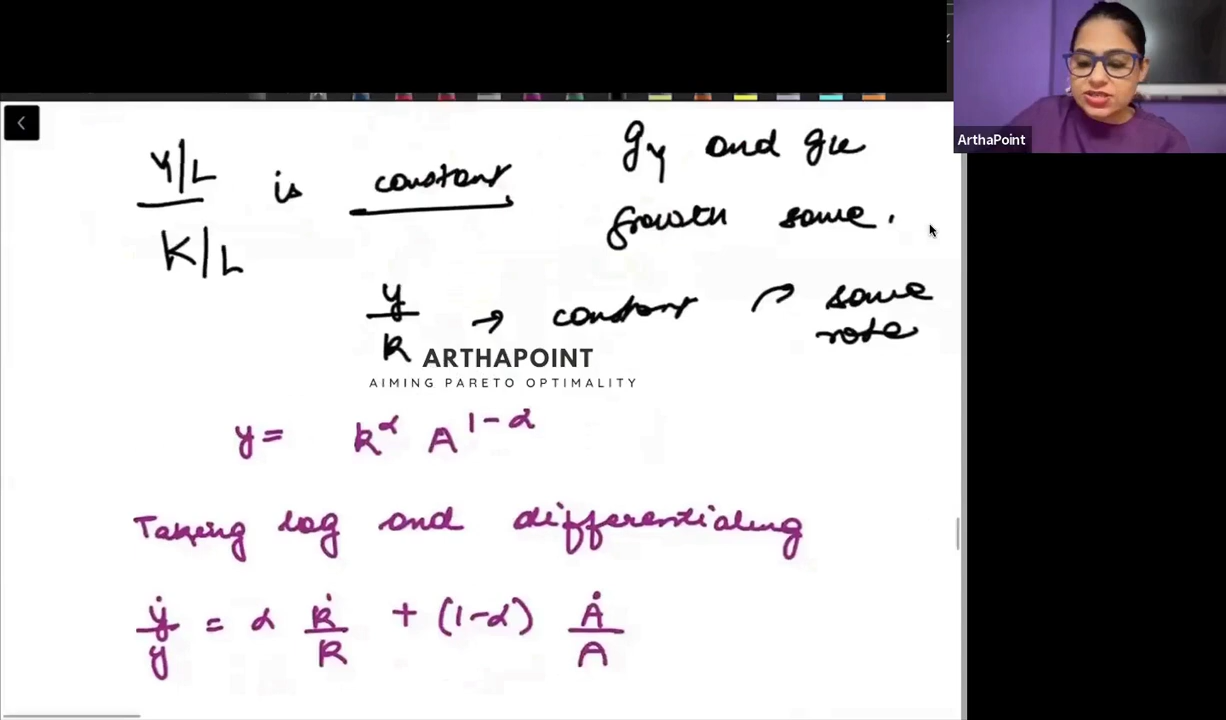 ArthaPoint
Y/L
K/L
is constant
gy and gk
growth same.
y/k → constant
same
rate
ARTHAPOINT
AIMING PARETO OPTIMALITY
y = k^α A^1-α
Taking log and differentiating
ẏ/y = α k̇/k + (1-α) Ȧ/A